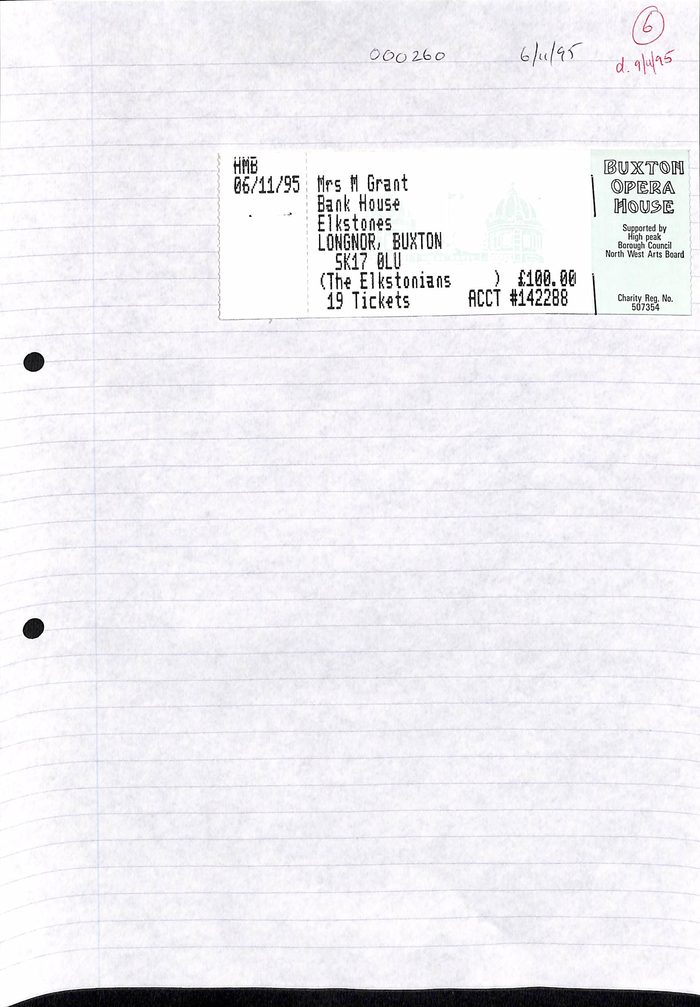 6
000260 6/11/95 d. 9/11/95
HMB
06/11/95
Mrs M Grant
Bank House
Elkstones
LONGNOR, BUXTON
SK17 0LU
(The Elkstonians ) £100.00
19 Tickets ACCT #142288
BUXTON
OPERA
HOUSE
Supported by
High peak
Borough Council
North West Arts Board
Charity Reg. No.
507354